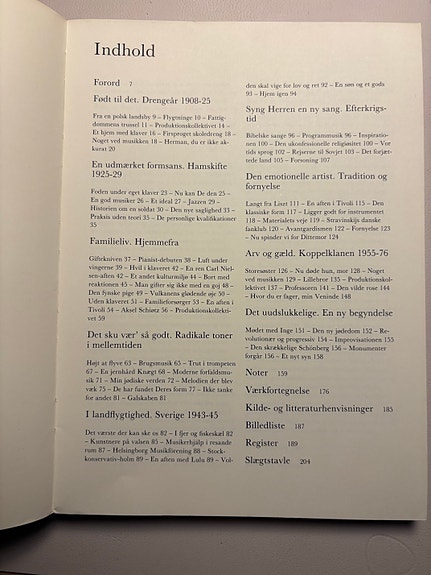 Indhold
Forord 7
Født til det. Drengeår 1908-25
Fra en polsk landsby 9 – Flygtninge 10 – Fattig-
dommens trussel 11 – Produktionskollektivet 14 –
Et hjem med klaver 16 – Firsproget skoledreng 18 –
Noget ved musikken 18 – Herman, du er ikke ak-
kurat 20
En udmærket formsans. Hamskifte
1925-29
Foden under eget klaver 23 – Nu kan De den 25 –
En god musiker 26 – Et ideal 27 – Jazzen 29 –
Historien om en soldat 30 – Den nye saglighed 33 –
Praksis uden teori 35 – De personlige kvalifikationer
35
Familieliv. Hjemmefra
Giftekniven 37 – Pianist-debuten 38 – Luft under
vingerne 39 – Hvil i klaveret 42 – En ren Carl Niel-
sen-aften 42 – Et andet kulturmiljø 44 – Bort med
reaktionen 45 – Man gifter sig ikke med en goj 48 –
Den fynske pige 49 – Vulkanens glødende øje 50 –
Uden klaveret 51 – Familieforsørger 51 – En aften i
Tivoli 54 – Aksel Schiøtz 56 – Produktionskollekti-
vet 59
Det sku vær' så godt. Radikale toner
i mellemtiden
Højt at flyve 63 – Brugsmusik 65 – Trut i trompeten
67 – En jernhård Knægt 68 – Moderne forfaldsmu-
sik 71 – Min jødiske verden 72 – Melodien der blev
væk 75 – De har fundet Deres form 77 – Ikke tanke
for andet 81 – Galskaben 81
I landflygtighed. Sverige 1943-45
Det værste der kan ske os 82 – I fjer og fiskeskæl 82
– Kunstnere på valsen 85 – Musikerhjälp i resande
rum 87 – Helsingborg Musikförening 88 – Stock-
konservativ-holm 89 – En aften med Lulu 89 – Vol-
den skal vige for lov og ret 92 – En søn og et gods
93 – Hjem igen 94
Syng Herren en ny sang. Efterkrigs-
tid
Bibelske sange 96 – Programmusik 96 – Inspiratio-
nen 100 – Den ukonfessionelle religiøsitet 100 – Vor
tids sprog 102 – Rejserne til Sovjet 103 – Det forjæt-
tede land 105 – Forsoning 107
Den emotionelle artist. Tradition og
fornyelse
Langt fra Liszt 111 – En aften i Tivoli 115 – Den
klassiske form 117 – Ligger godt for instrumentet
118 – Materialets veje 119 – Stravinskijs danske
fanklub 120 – Avantgardismen 122 – Fornyelse 123
– Nu spinder vi for Dittemor 124
Arv og gæld. Koppelklanen 1955-76
Storesøster 126 – Nu døde hun, mor 128 – Noget
ved musikken 129 – Lillebror 135 – Produktionskol-
lektivet 137 – Professoren 141 – Den vilde rose 144
– Hvor du er fager, min Veninde 148
Det uudslukkelige. En ny begyndelse
Mødet med Inge 151 – Den ny jødedom 152 – Re-
volutionær og progressiv 154 – Improvisationen 155
– Den skrækkelige Schönberg 156 – Monumenter
forgår 156 – Et nyt syn 158
Noter 159
Værkfortegnelse 176
Kilde- og litteraturhenvisninger 185
Billedliste 187
Register 189
Slægtstavle 204